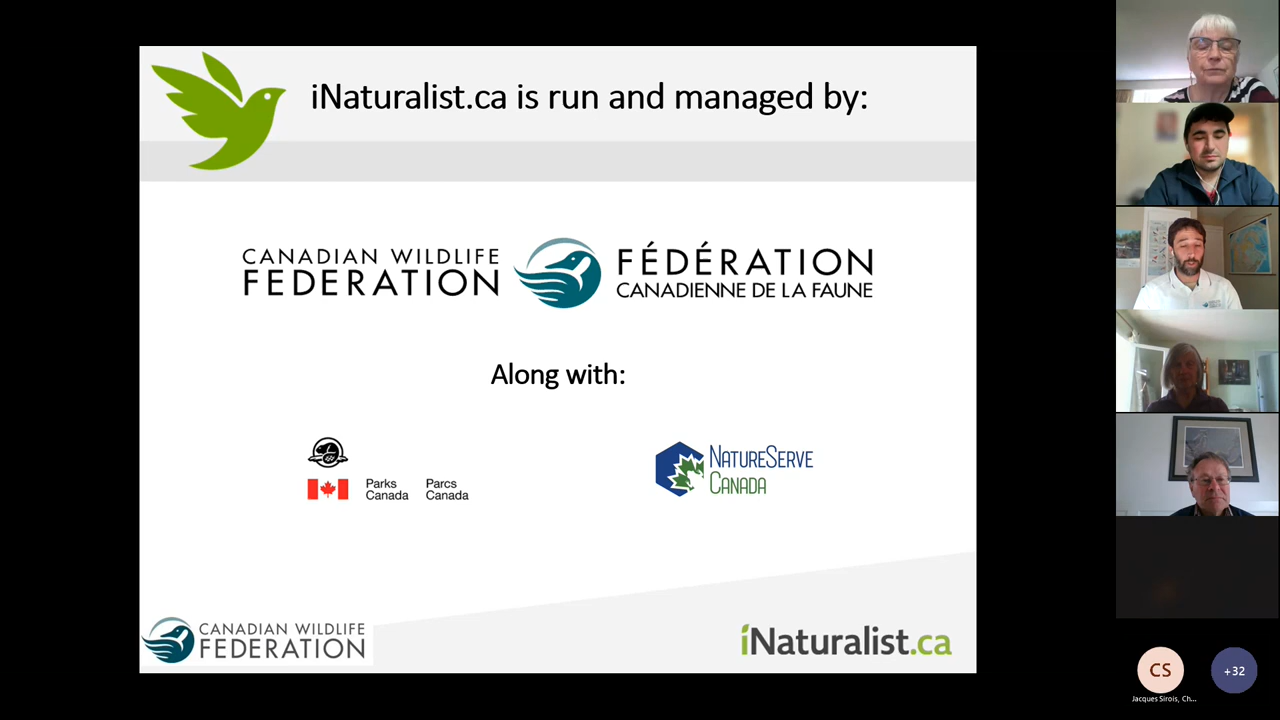 iNaturalist.ca is run and managed by:
CANADIAN WILDLIFE
FEDERATION
FÉDÉRATION
CANADIENNE DE LA FAUNE
Along with:
Parks
Canada
Parcs
Canada
NATURESERVE
CANADA
CANADIAN WILDLIFE
FEDERATION
iNaturalist.ca
CS
+32
Jacques Sirois, Ch...